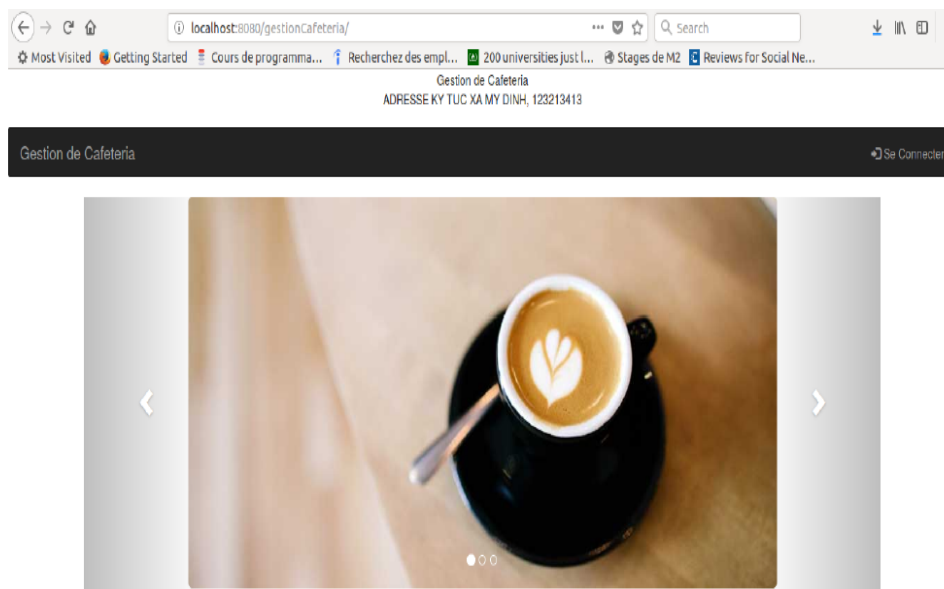 localhost:8080/gestionCafeteria/
Search
Most Visited Getting Started Cours de programma... Recherchez des empl... 200 universities just l... Stages de M2 Reviews for Social Ne...
Gestion de Cafeteria
ADRESSE KY TUC XA MY DINH, 123213413
Gestion de Cafeteria
Se Connecter